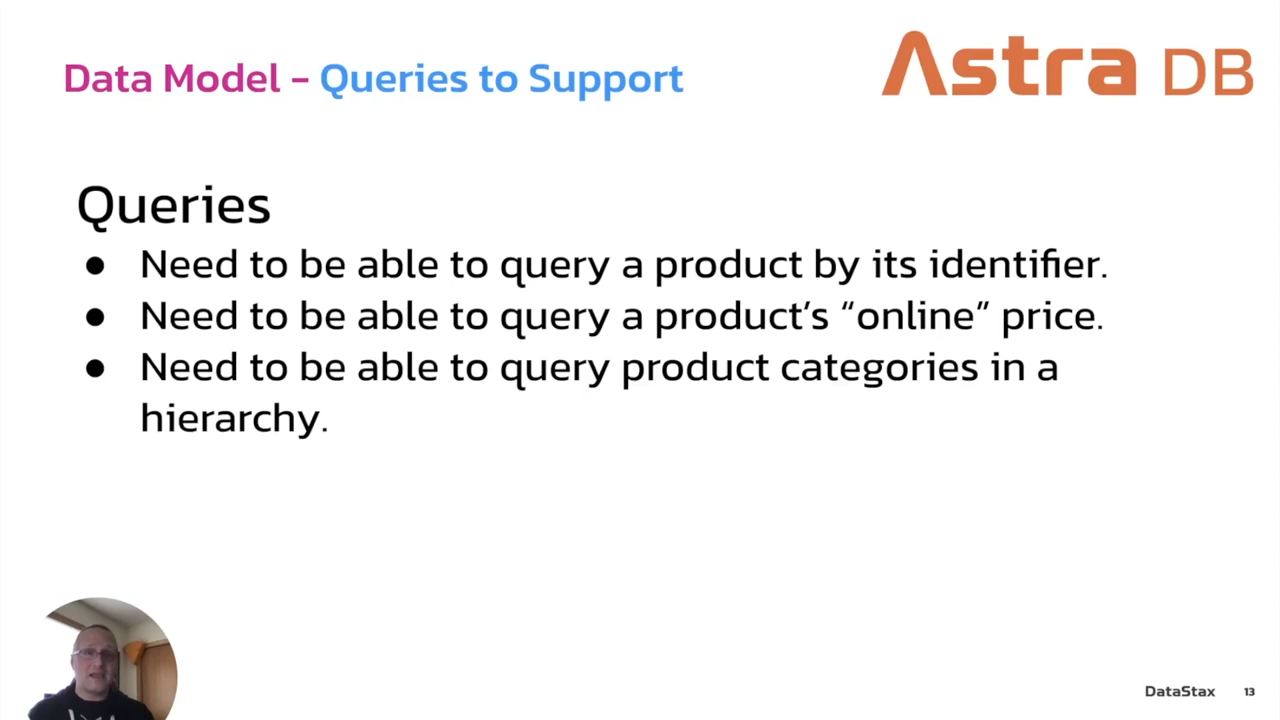 Data Model - Queries to Support
Astra DB
Queries
● Need to be able to query a product by its identifier.
● Need to be able to query a product’s “online” price.
● Need to be able to query product categories in a
hierarchy.
DataStax 13